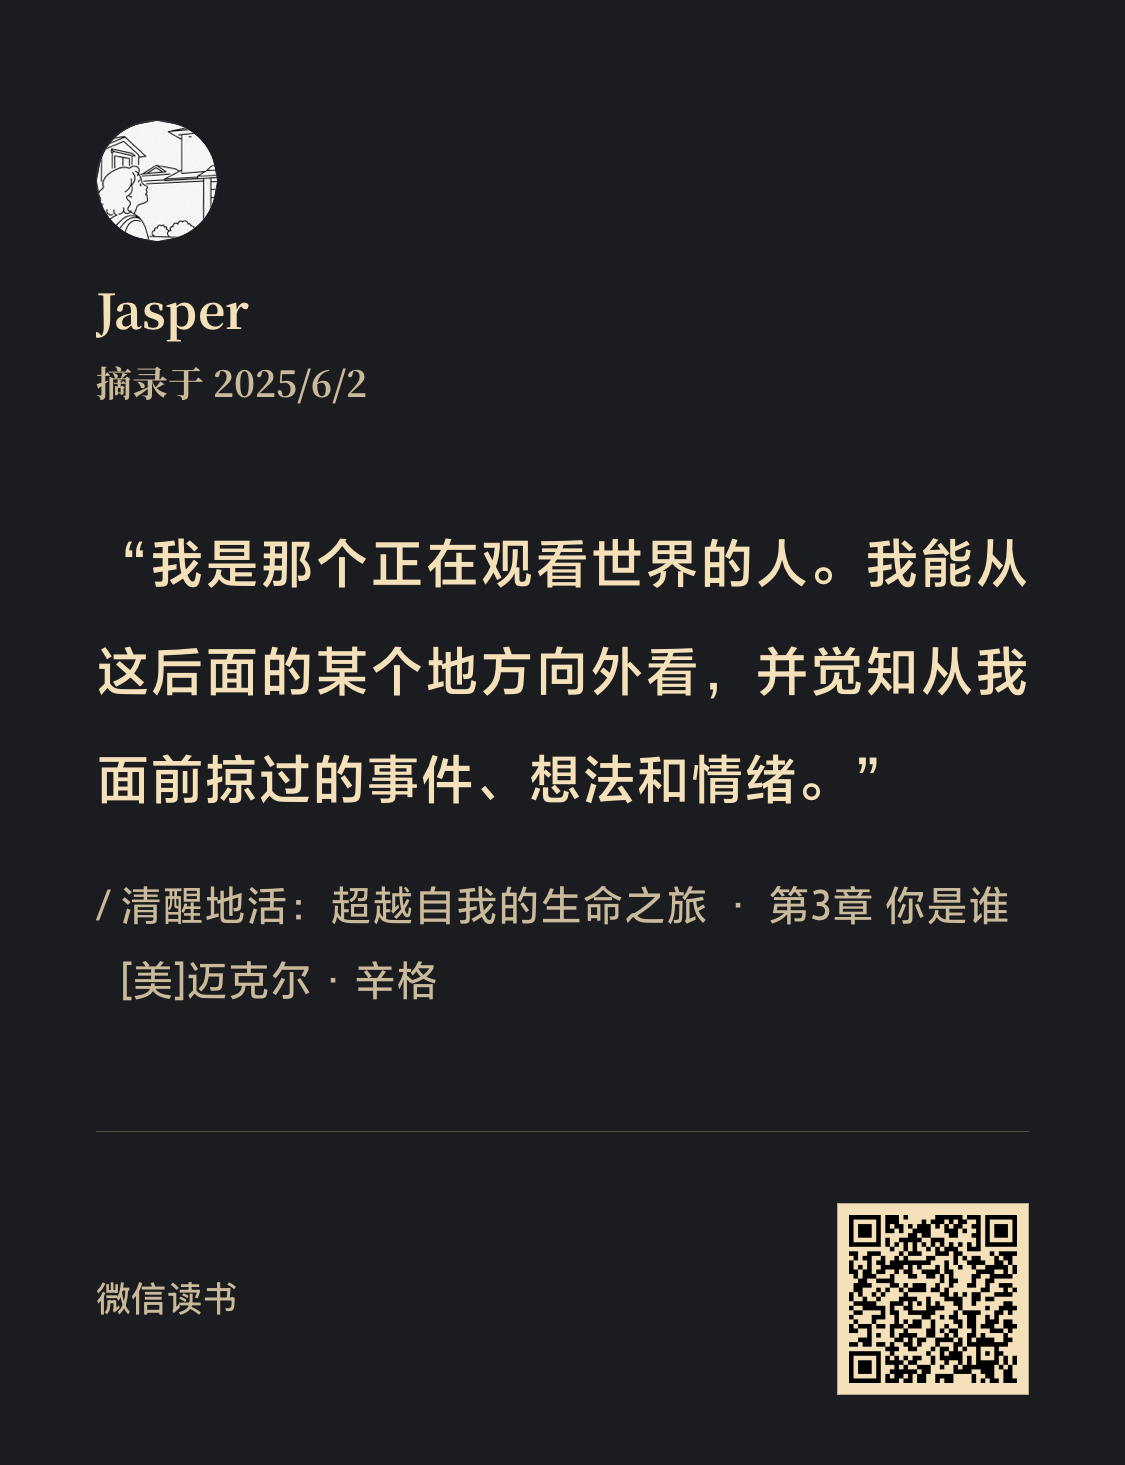 Jasper
摘录于 2025/6/2
“我是那个正在观看世界的人。我能从
这后面的某个地方向外看，并觉知从我
面前掠过的事件、想法和情绪。”
/ 清醒地活：超越自我的生命之旅 · 第3章 你是谁
[美]迈克尔 · 辛格
微信读书